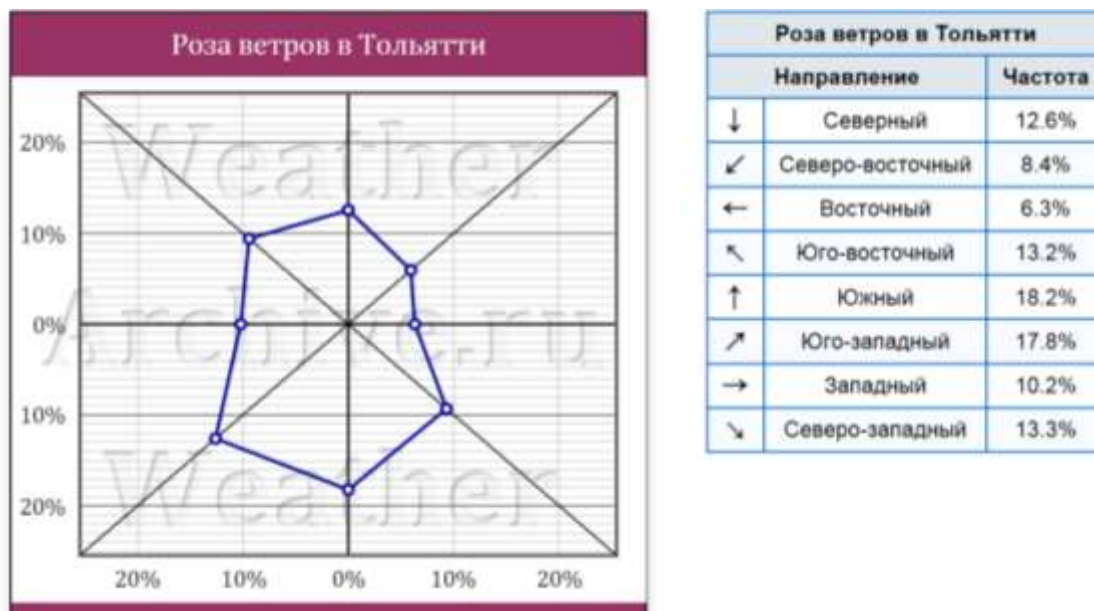 Роза ветров в Тольятти
Weather
Archive.ru
Weather
20%
10%
0%
10%
20%
20%
10%
0%
10%
20%
Роза ветров в Тольятти
Направление Частота
↓ Северный 12.6%
↙ Северо-восточный 8.4%
← Восточный 6.3%
↖ Юго-восточный 13.2%
↑ Южный 18.2%
↗ Юго-западный 17.8%
→ Западный 10.2%
↘ Северо-западный 13.3%